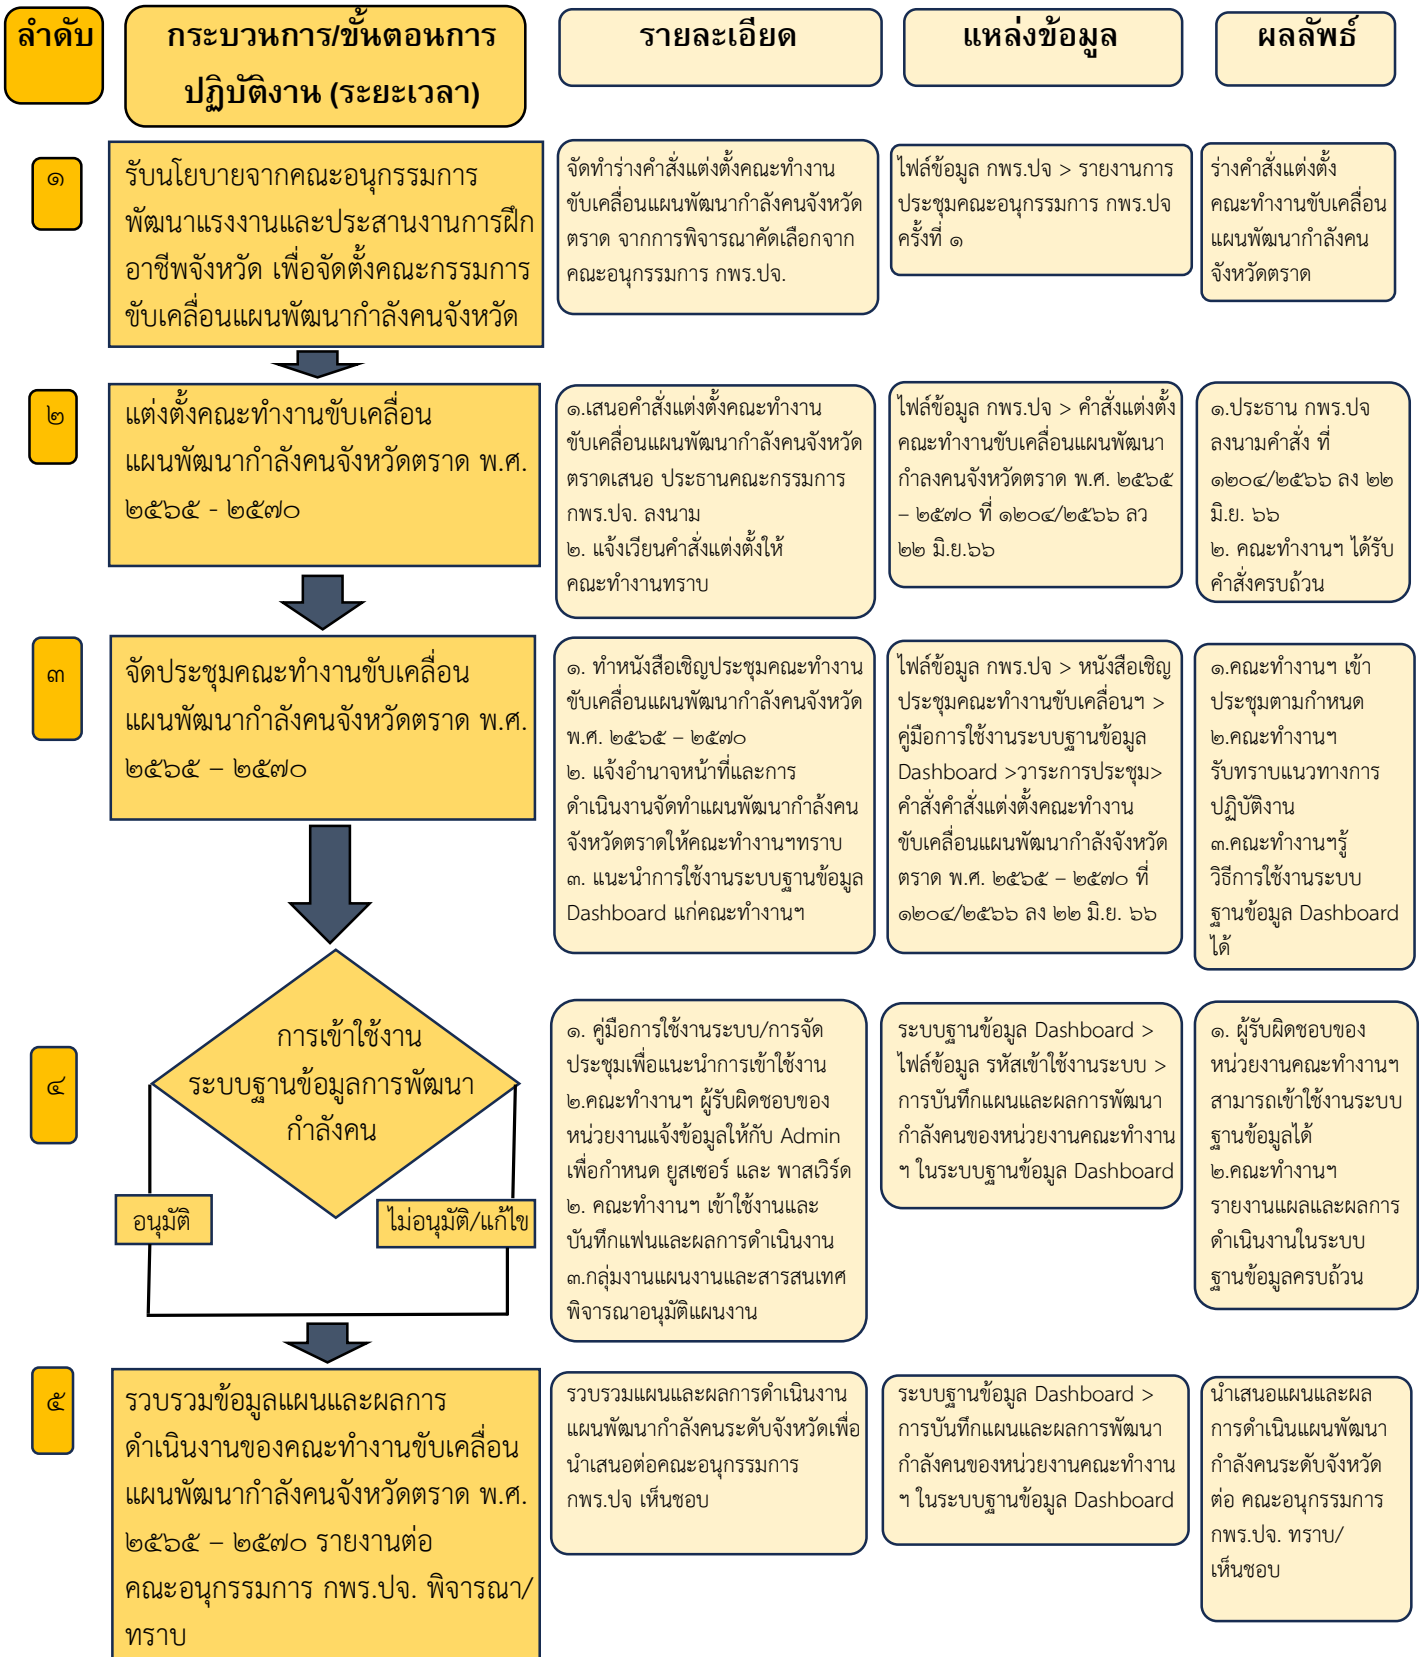 ลำดับ
กระบวนการ/ขั้นตอนการ
ปฏิบัติงาน (ระยะเวลา)
รายละเอียด
แหล่งข้อมูล
ผลลัพธ์
๑
รับนโยบายจากคณะอนุกรรมการ
พัฒนาแรงงานและประสานงานการฝึก
อาชีพจังหวัด เพื่อจัดตั้งคณะกรรมการ
ขับเคลื่อนแผนพัฒนากำลังคนจังหวัด
จัดทำร่างคำสั่งแต่งตั้งคณะทำงาน
ขับเคลื่อนแผนพัฒนากำลังคนจังหวัด
ตราด จากการพิจารณาคัดเลือกจาก
คณะอนุกรรมการ กพร.ปจ.
ไฟล์ข้อมูล กพร.ปจ > รายงานการ
ประชุมคณะอนุกรรมการ กพร.ปจ
ครั้งที่ ๑
ร่างคำสั่งแต่งตั้ง
คณะทำงานขับเคลื่อน
แผนพัฒนากำลังคน
จังหวัดตราด
๒
แต่งตั้งคณะทำงานขับเคลื่อน
แผนพัฒนากำลังคนจังหวัดตราด พ.ศ.
๒๕๖๕ - ๒๕๗๐
๑.เสนอคำสั่งแต่งตั้งคณะทำงาน
ขับเคลื่อนแผนพัฒนากำลังคนจังหวัด
ตราดเสนอ ประธานคณะกรรมการ
กพร.ปจ. ลงนาม
๒. แจ้งเวียนคำสั่งแต่งตั้งให้
คณะทำงานทราบ
ไฟล์ข้อมูล กพร.ปจ > คำสั่งแต่งตั้ง
คณะทำงานขับเคลื่อนแผนพัฒนา
กำลงคนจังหวัดตราด พ.ศ. ๒๕๖๕
– ๒๕๗๐ ที่ ๑๒๐๔/๒๕๖๖ ลว
๒๒ มิ.ย.๖๖
๑.ประธาน กพร.ปจ
ลงนามคำสั่ง ที่
๑๒๐๔/๒๕๖๖ ลง ๒๒
มิ.ย. ๖๖
๒. คณะทำงานฯ ได้รับ
คำสั่งครบถ้วน
๓
จัดประชุมคณะทำงานขับเคลื่อน
แผนพัฒนากำลังคนจังหวัดตราด พ.ศ.
๒๕๖๕ – ๒๕๗๐
๑. ทำหนังสือเชิญประชุมคณะทำงาน
ขับเคลื่อนแผนพัฒนากำลังคนจังหวัด
พ.ศ. ๒๕๖๕ – ๒๕๗๐
๒. แจ้งอำนาจหน้าที่และการ
ดำเนินงานจัดทำแผนพัฒนากำล้งคน
จังหวัดตราดให้คณะทำงานฯทราบ
๓. แนะนำการใช้งานระบบฐานข้อมูล
Dashboard แก่คณะทำงานฯ
ไฟล์ข้อมูล กพร.ปจ > หนังสือเชิญ
ประชุมคณะทำงานขับเคลื่อนฯ >
คู่มือการใช้งานระบบฐานข้อมูล
Dashboard >วาระการประชุม>
คำสั่งคำสั่งแต่งตั้งคณะทำงาน
ขับเคลื่อนแผนพัฒนากำลังจังหวัด
ตราด พ.ศ. ๒๕๖๕ – ๒๕๗๐ ที่
๑๒๐๔/๒๕๖๖ ลง ๒๒ มิ.ย. ๖๖
๑.คณะทำงานฯ เข้า
ประชุมตามกำหนด
๒.คณะทำงานฯ
รับทราบแนวทางการ
ปฏิบัติงาน
๓.คณะทำงานฯรู้
วิธีการใช้งานระบบ
ฐานข้อมูล Dashboard
ได้
๔
การเข้าใช้งาน
ระบบฐานข้อมูลการพัฒนา
กำลังคน
อนุมัติ
ไม่อนุมัติ/แก้ไข
๑. คู่มือการใช้งานระบบ/การจัด
ประชุมเพื่อแนะนำการเข้าใช้งาน
๒.คณะทำงานฯ ผู้รับผิดชอบของ
หน่วยงานแจ้งข้อมูลให้กับ Admin
เพื่อกำหนด ยูสเซอร์ และ พาสเวิร์ด
๒. คณะทำงานฯ เข้าใช้งานและ
บันทึกแฟนและผลการดำเนินงาน
๓.กลุ่มงานแผนงานและสารสนเทศ
พิจารณาอนุมัติแผนงาน
ระบบฐานข้อมูล Dashboard >
ไฟล์ข้อมูล รหัสเข้าใช้งานระบบ >
การบันทึกแผนและผลการพัฒนา
กำลังคนของหน่วยงานคณะทำงาน
ฯ ในระบบฐานข้อมูล Dashboard
๑. ผู้รับผิดชอบของ
หน่วยงานคณะทำงานฯ
สามารถเข้าใช้งานระบบ
ฐานข้อมูลได้
๒.คณะทำงานฯ
รายงานแผลและผลการ
ดำเนินงานในระบบ
ฐานข้อมูลครบถ้วน
๕
รวบรวมข้อมูลแผนและผลการ
ดำเนินงานของคณะทำงานขับเคลื่อน
แผนพัฒนากำลังคนจังหวัดตราด พ.ศ.
๒๕๖๕ – ๒๕๗๐ รายงานต่อ
คณะอนุกรรมการ กพร.ปจ. พิจารณา/
ทราบ
รวบรวมแผนและผลการดำเนินงาน
แผนพัฒนากำลังคนระดับจังหวัดเพื่อ
นำเสนอต่อคณะอนุกรรมการ
กพร.ปจ เห็นชอบ
ระบบฐานข้อมูล Dashboard >
การบันทึกแผนและผลการพัฒนา
กำลังคนของหน่วยงานคณะทำงาน
ฯ ในระบบฐานข้อมูล Dashboard
นำเสนอแผนและผล
การดำเนินแผนพัฒนา
กำลังคนระดับจังหวัด
ต่อ คณะอนุกรรมการ
กพร.ปจ. ทราบ/
เห็นชอบ